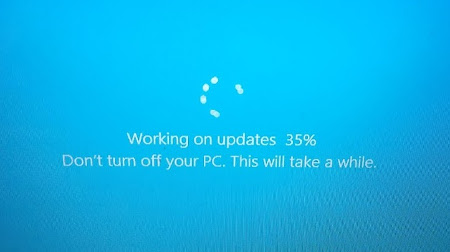 Working on updates 35%
Don't turn off your PC. This will take a while.